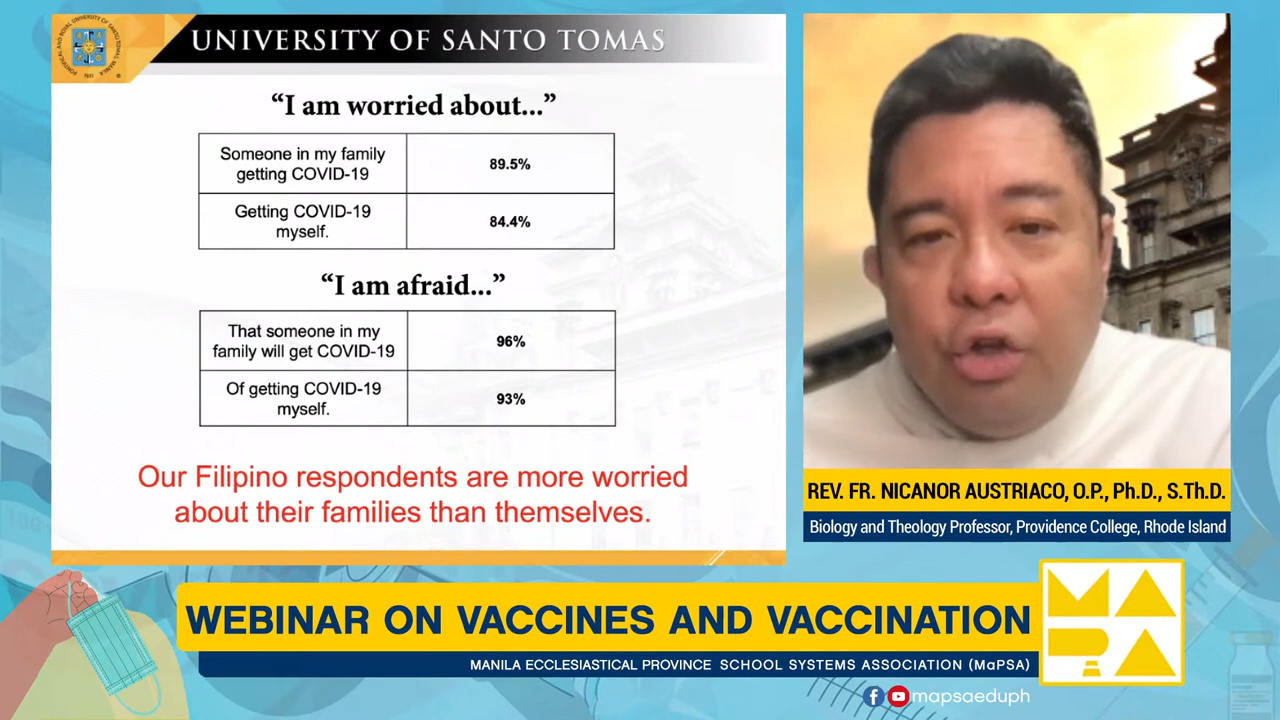 UNIVERSITY OF SANTO TOMAS
“I am worried about...”
Someone in my family
getting COVID-19
89.5%
Getting COVID-19
myself.
84.4%
“I am afraid...”
That someone in my
family will get COVID-19
96%
Of getting COVID-19
myself.
93%
Our Filipino respondents are more worried
about their families than themselves.
REV. FR. NICANOR AUSTRIACO, O.P., Ph.D., S.Th.D.
Biology and Theology Professor, Providence College, Rhode Island
WEBINAR ON VACCINES AND VACCINATION
MANILA ECCLESIASTICAL PROVINCE SCHOOL SYSTEMS ASSOCIATION (MaPSA)
MAPA
mapsaeduph